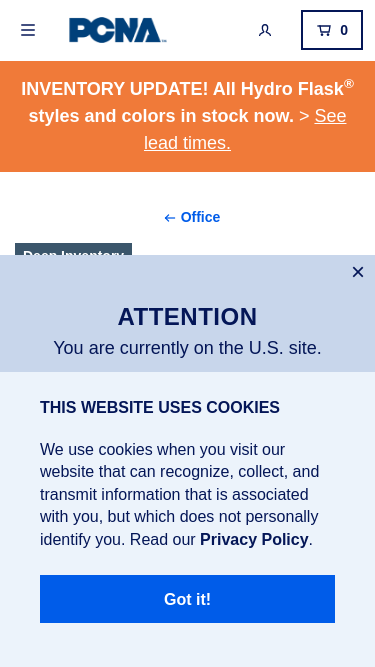 PCNA
0
INVENTORY UPDATE! All Hydro Flask®
styles and colors in stock now. > See
lead times.
← Office
Deep Inventory
×
ATTENTION
You are currently on the U.S. site.
THIS WEBSITE USES COOKIES
We use cookies when you visit our
website that can recognize, collect, and
transmit information that is associated
with you, but which does not personally
identify you. Read our Privacy Policy.
Got it!